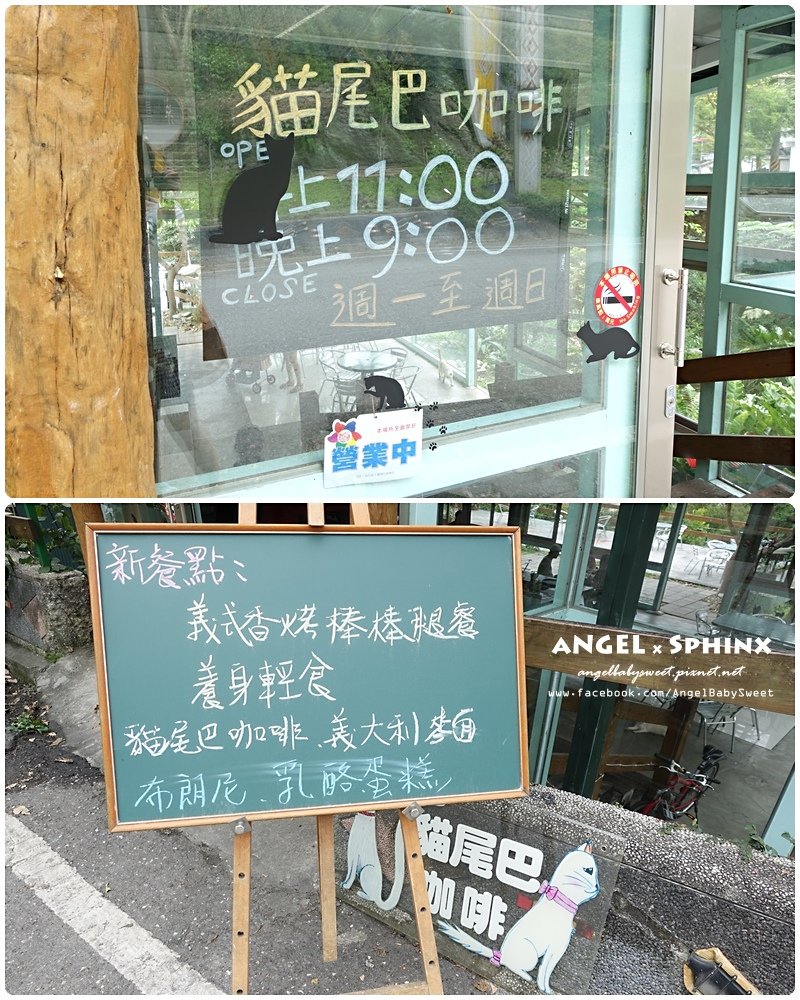 貓尾巴咖啡
OPE
上11:00
晚上9:00
CLOSE
週一至週日
營業中
新餐點:
義式香烤棒棒腿餐
養身輕食
貓尾巴咖啡、義大利麵
布朗尼、乳酪蛋糕
ANGEL x SPHINX
angelbabysweet.pixnet.net
www.facebook.com/AngelBabySweet
貓尾巴
咖啡